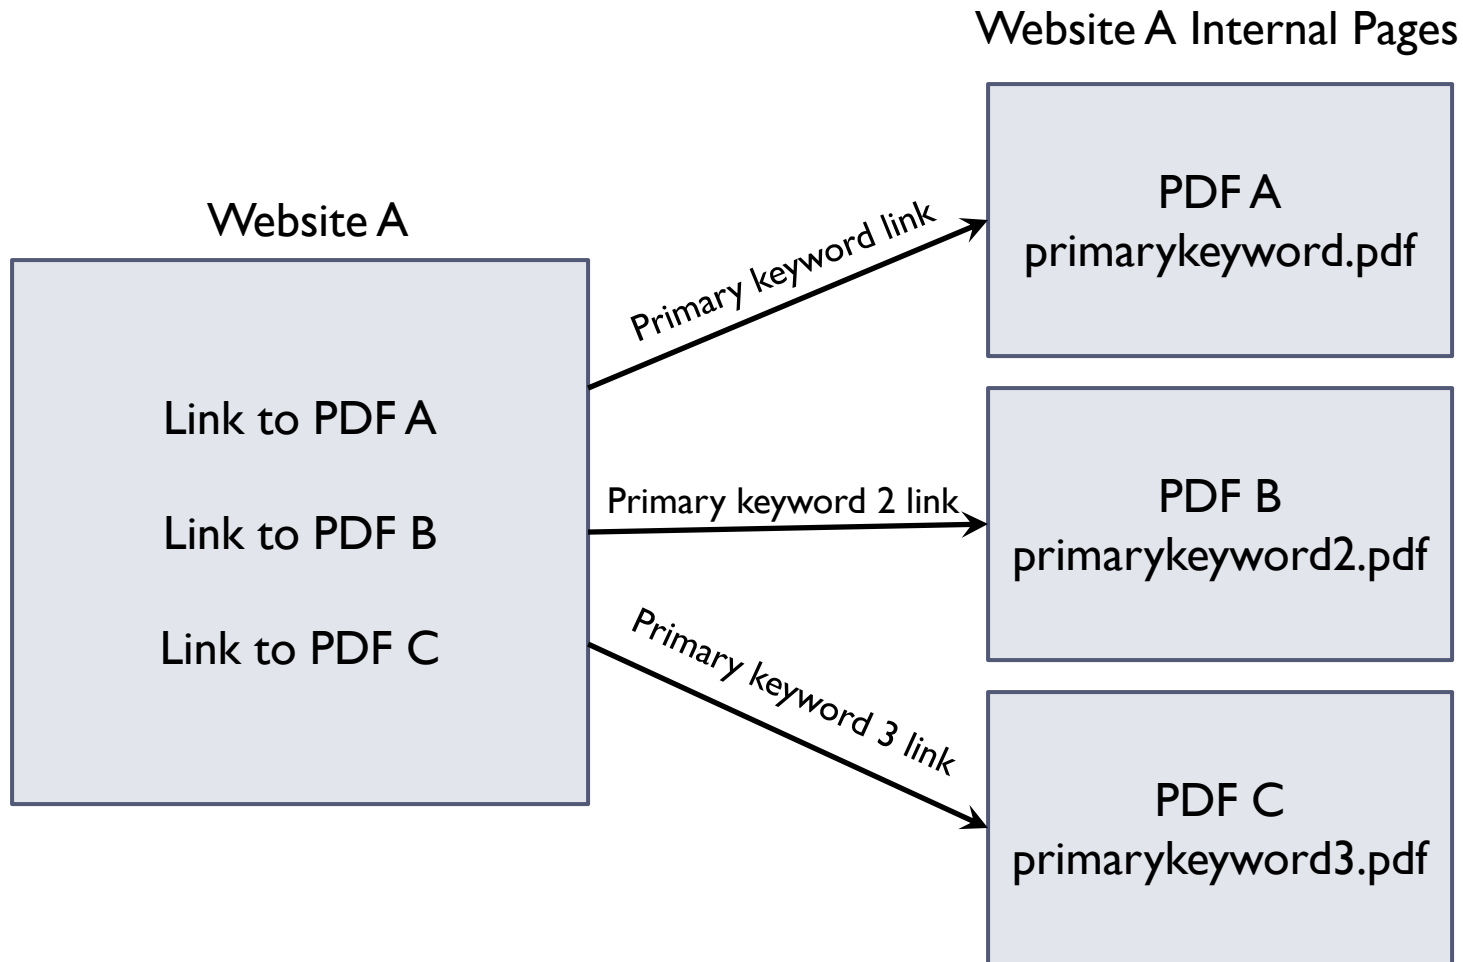 Website A Internal Pages
Website A
Link to PDF A
Link to PDF B
Link to PDF C
Primary keyword link
Primary keyword 2 link
Primary keyword 3 link
PDF A
primarykeyword.pdf
PDF B
primarykeyword2.pdf
PDF C
primarykeyword3.pdf